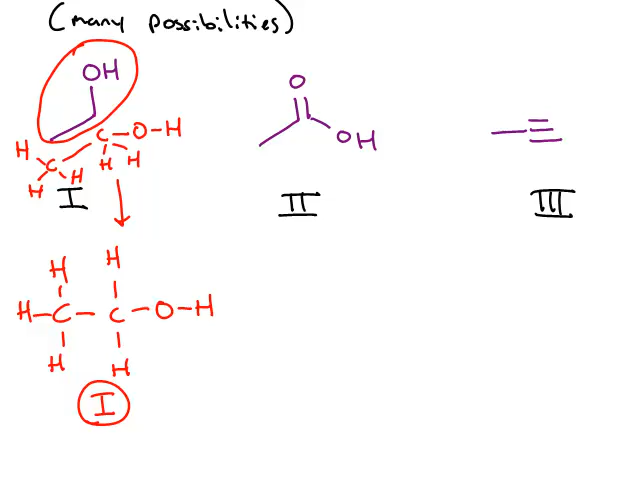 (many possibilities)
OH
O
C-O-H
H
OH
C
H H
H H
I
II
III
H
H
H-C-C-O-H
H
H
I